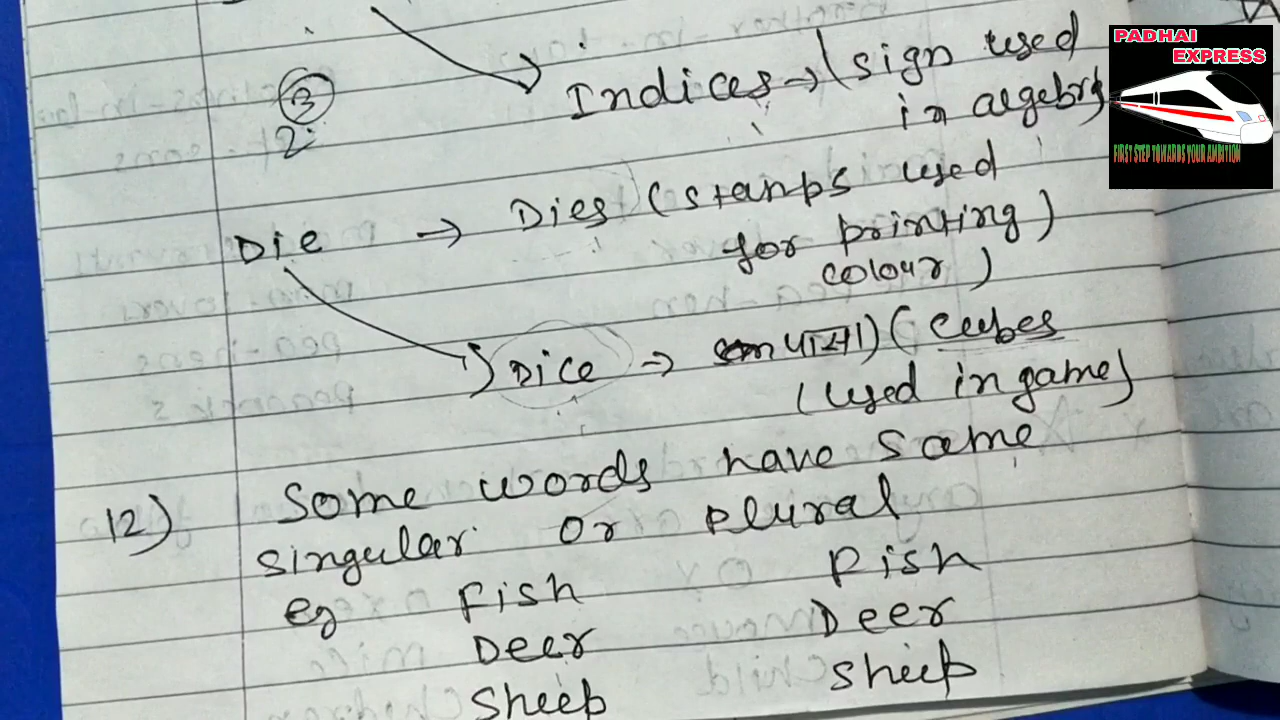 Indices → (sign used
in algebra)
3
2
Die → Dies (stamps used
for printing)
colour)
Dice → पासा) (cubes
(used in game)
12) Some words have same
singular or plural
eg Fish Fish
Deer Deer
Sheep Sheep
PADHAI
EXPRESS
FIRST STEP TOWARDS YOUR AMBITION